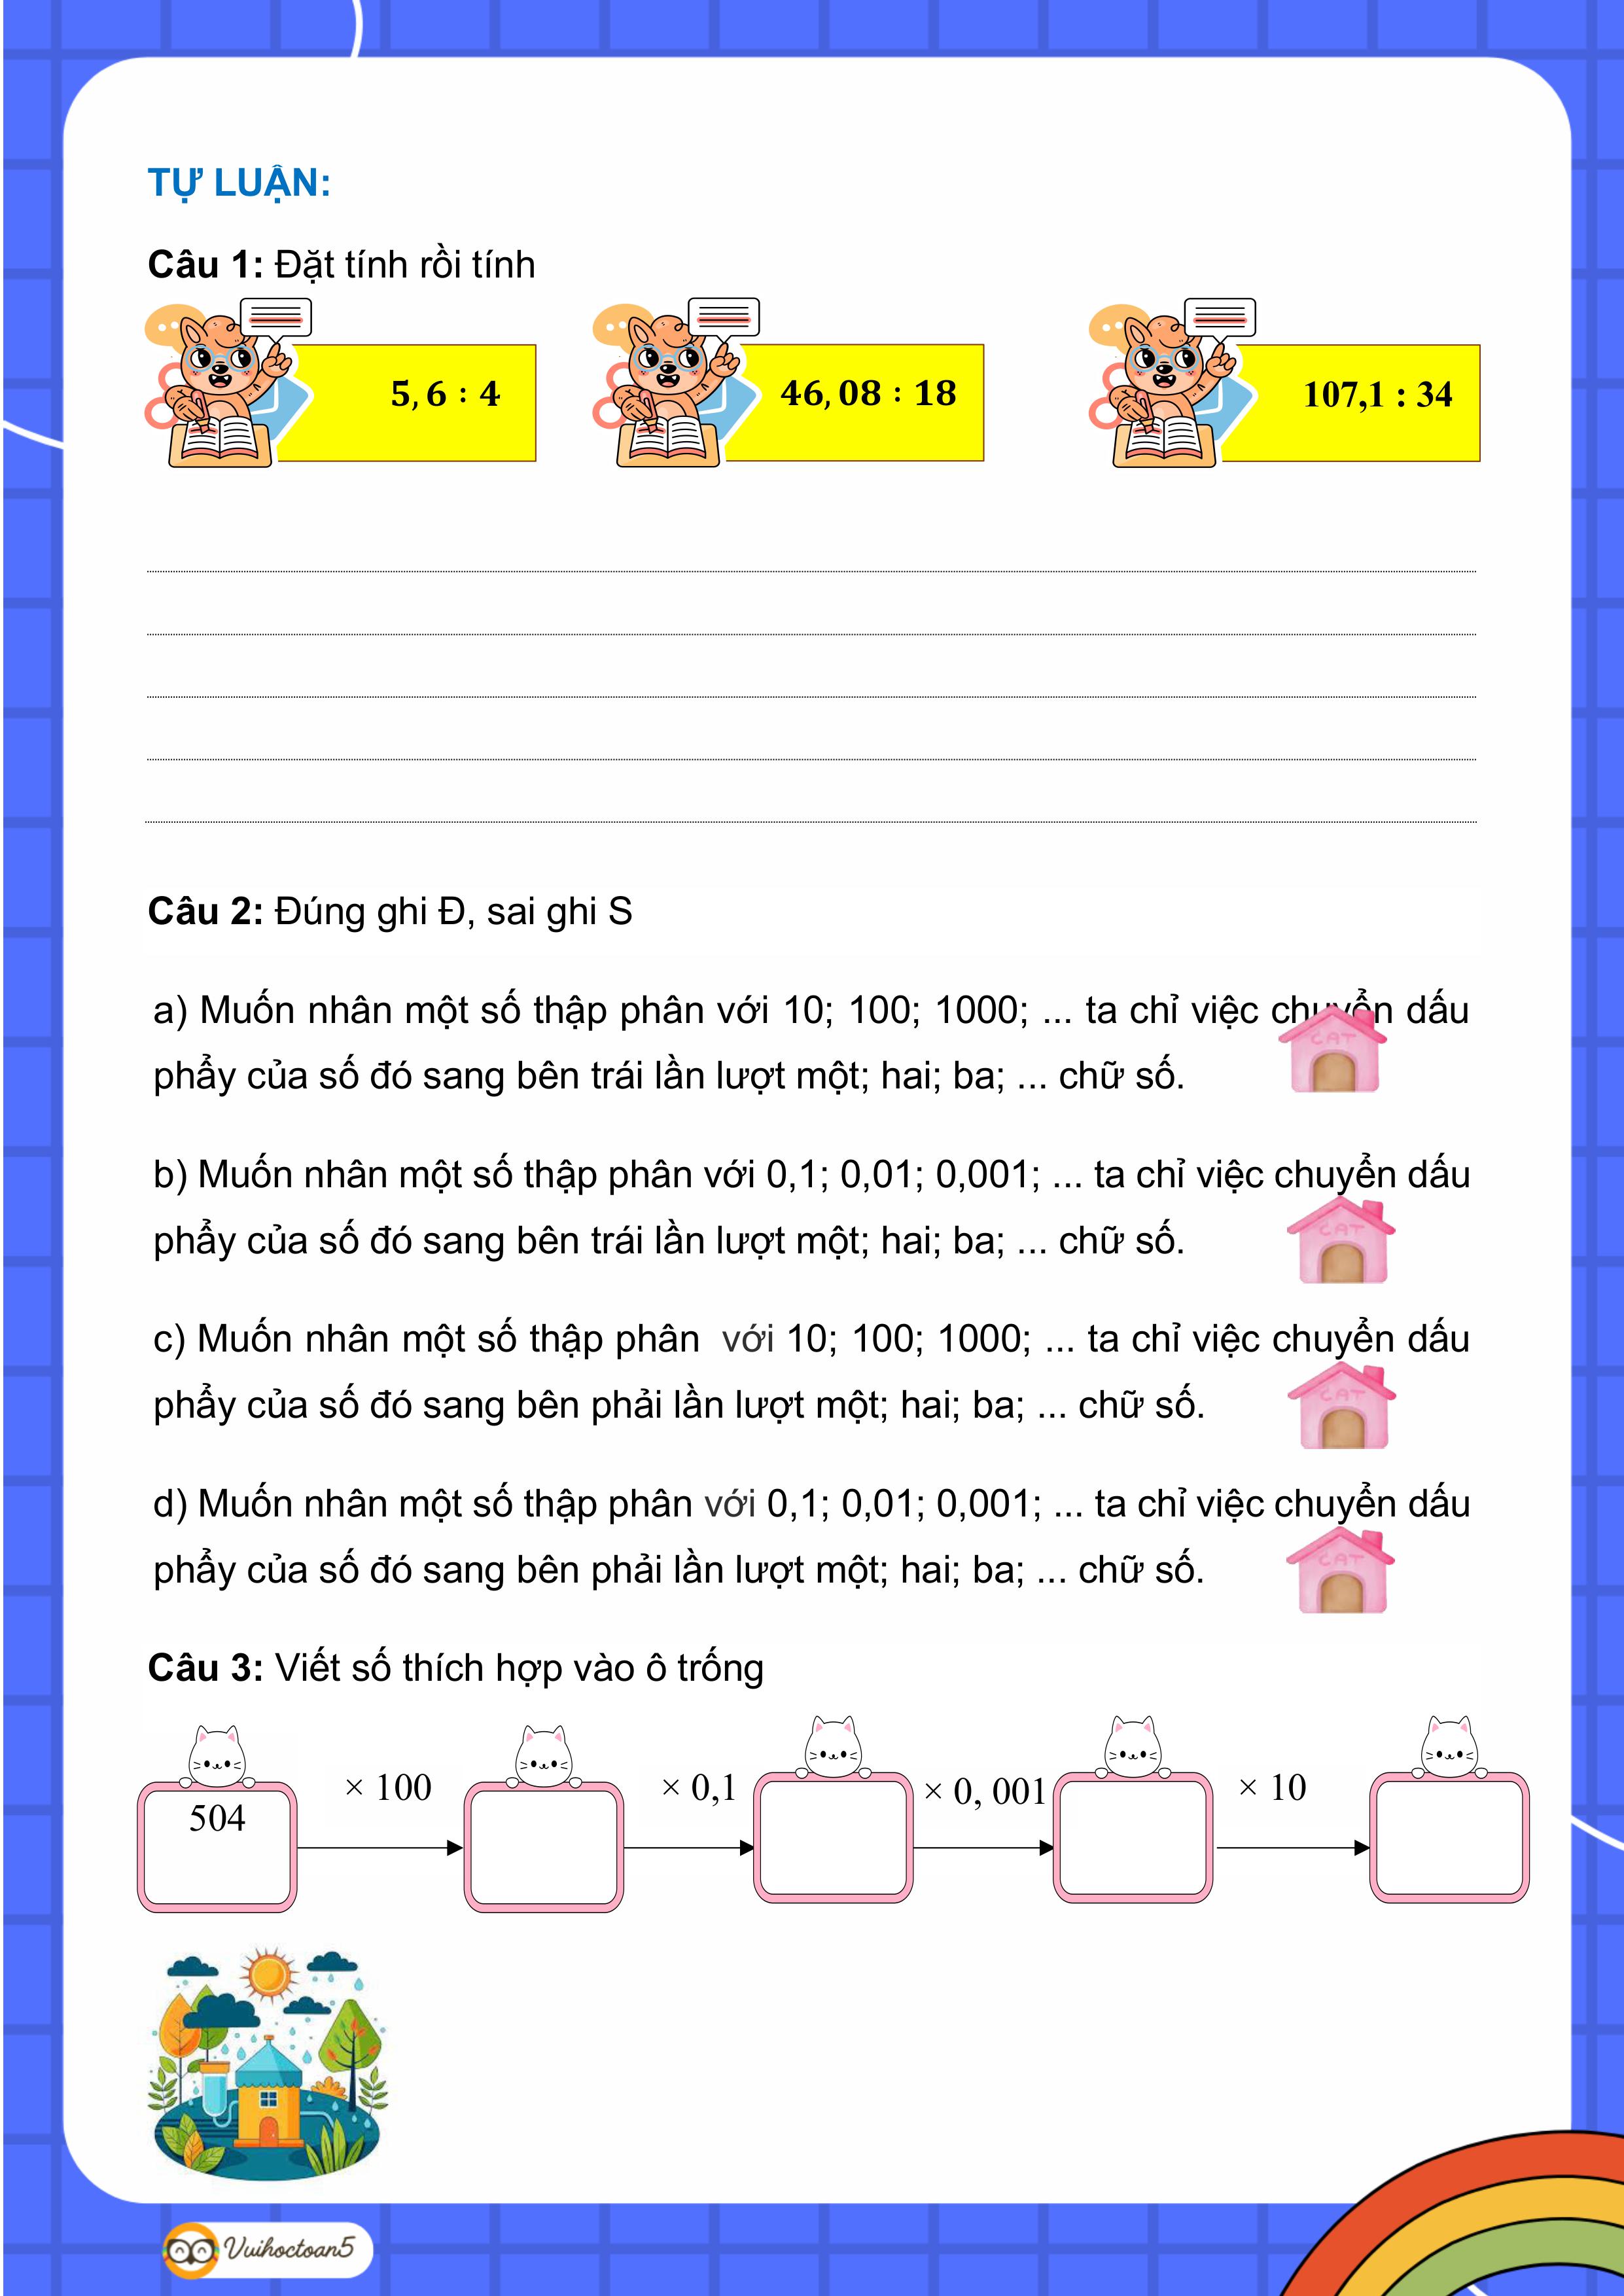 TỰ LUẬN:
Câu 1: Đặt tính rồi tính
5, 6 : 4
46, 08 : 18
107,1 : 34
Câu 2: Đúng ghi Đ, sai ghi S
a) Muốn nhân một số thập phân với 10; 100; 1000; ... ta chỉ việc chuyển dấu
phẩy của số đó sang bên trái lần lượt một; hai; ba; ... chữ số.
CAT
b) Muốn nhân một số thập phân với 0,1; 0,01; 0,001; ... ta chỉ việc chuyển dấu
phẩy của số đó sang bên trái lần lượt một; hai; ba; ... chữ số.
CAT
c) Muốn nhân một số thập phân với 10; 100; 1000; ... ta chỉ việc chuyển dấu
phẩy của số đó sang bên phải lần lượt một; hai; ba; ... chữ số.
CAT
d) Muốn nhân một số thập phân với 0,1; 0,01; 0,001; ... ta chỉ việc chuyển dấu
phẩy của số đó sang bên phải lần lượt một; hai; ba; ... chữ số.
CAT
Câu 3: Viết số thích hợp vào ô trống
504
× 100
× 0,1
× 0, 001
× 10
Vuihoctoan5